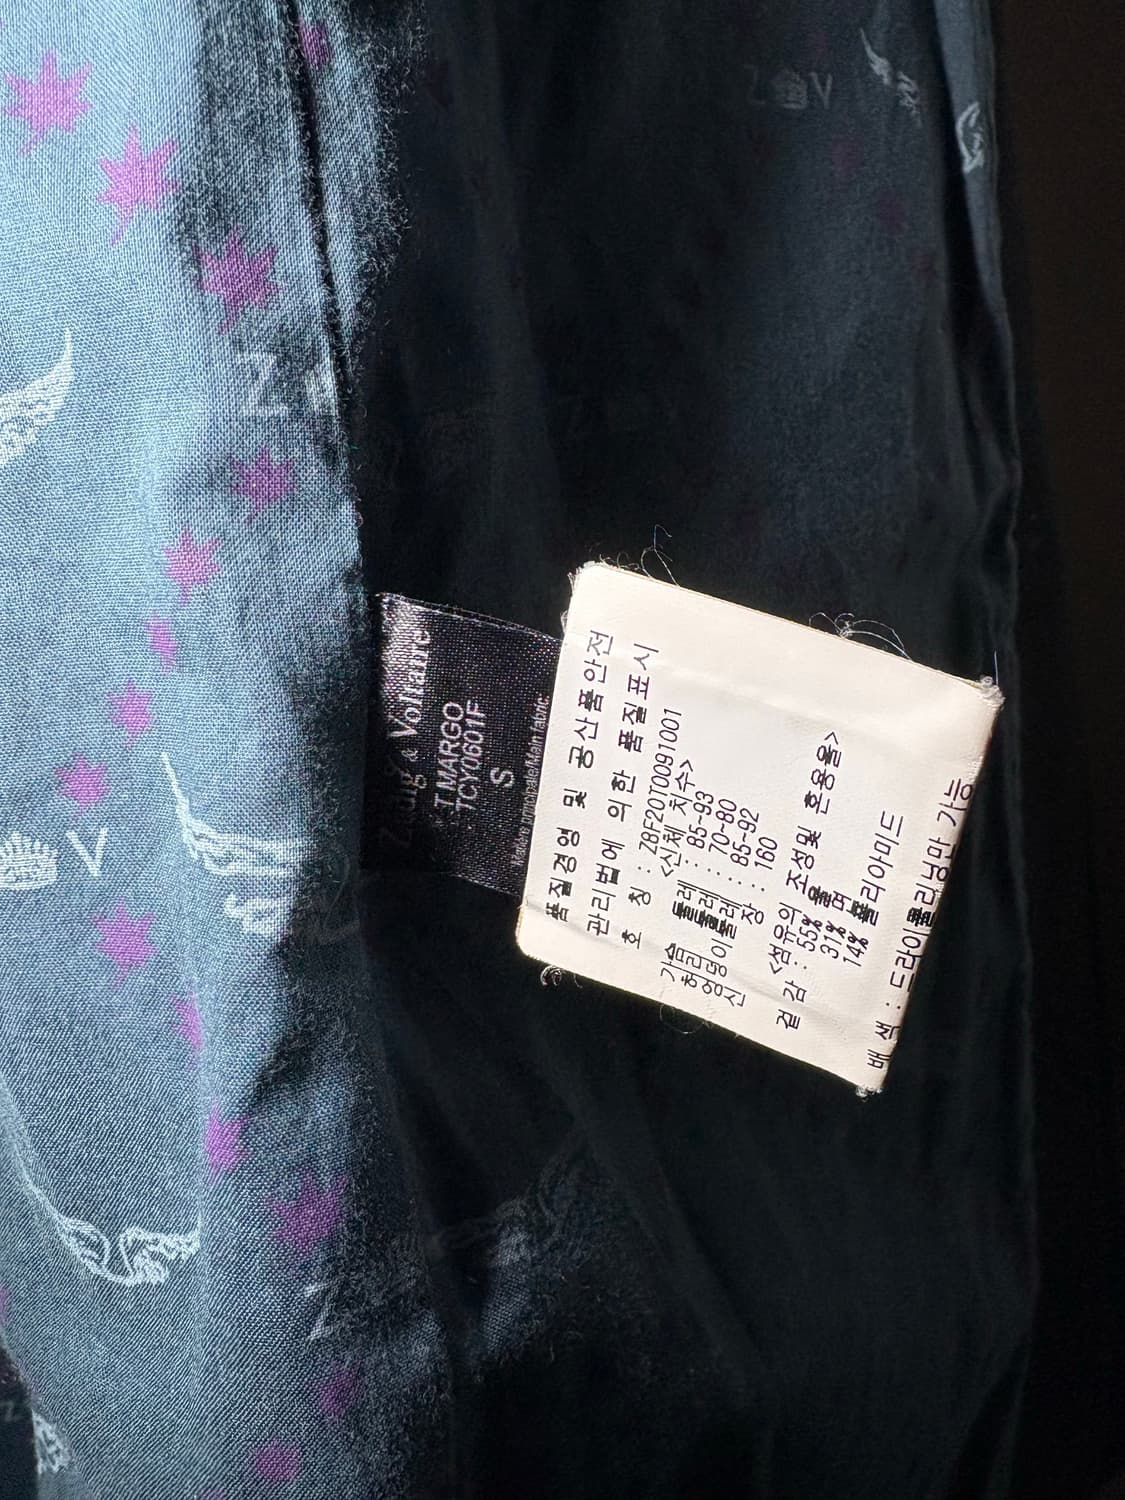 Zadig & Voltaire
T MARGO
TCY0601F
S
Matière principale/Main fabric
품질경영 및 공산품안전
관리법에 의한 품질표시
호 칭 : Z8F20T0091001
<신체 치수>
가슴둘레 : 85-93
허리둘레 : 70-80
엉덩이둘레 : 85-92
신 장 : 160
<섬유의 조성및 혼용율>
겉 감 : 55%
31%
14% 폴리아미드
배 색 : 드라이클리닝만 가능
Z V
Z
V
Z